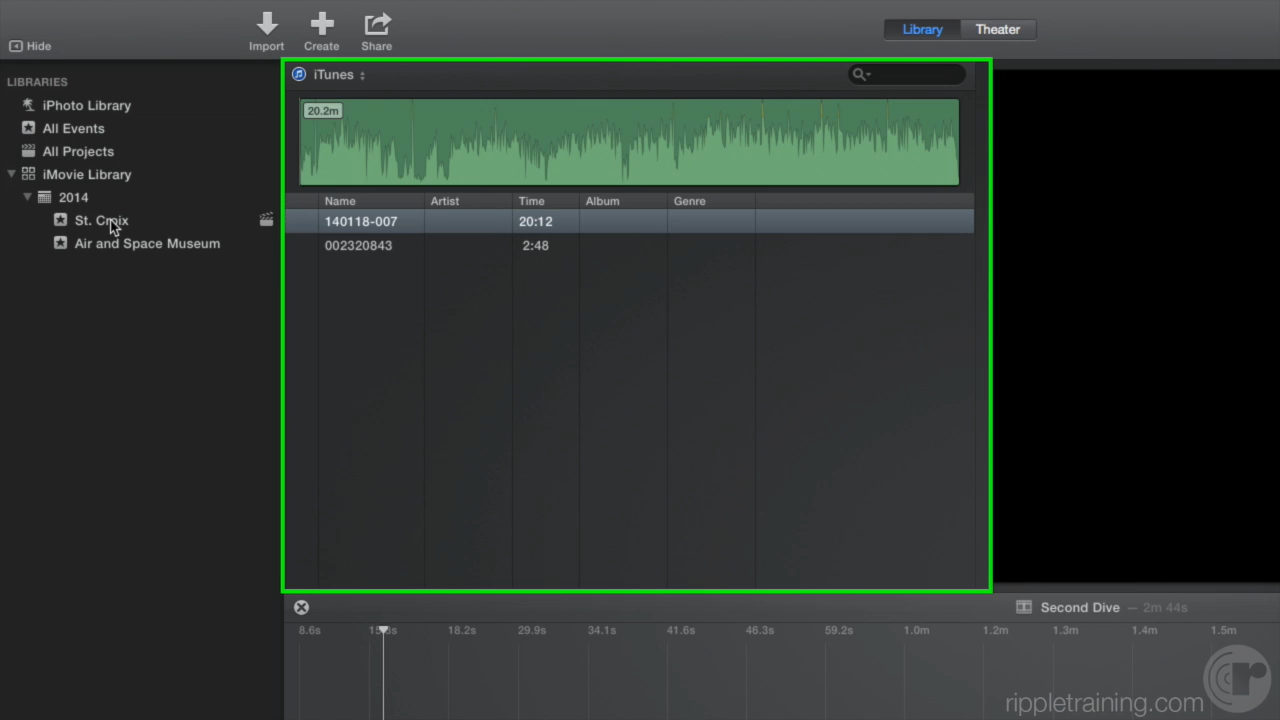 Hide
Import
Create
Share
Library
Theater
LIBRARIES
iPhoto Library
All Events
All Projects
iMovie Library
2014
St. Croix
Air and Space Museum
iTunes
20.2m
Name Artist Time Album Genre
140118-007 20:12
002320843 2:48
Second Dive — 2m 44s
8.6s 18.2s 29.9s 34.1s 41.6s 46.3s 59.2s 1.0m 1.2m 1.3m 1.4m 1.5m
rippletraining.com